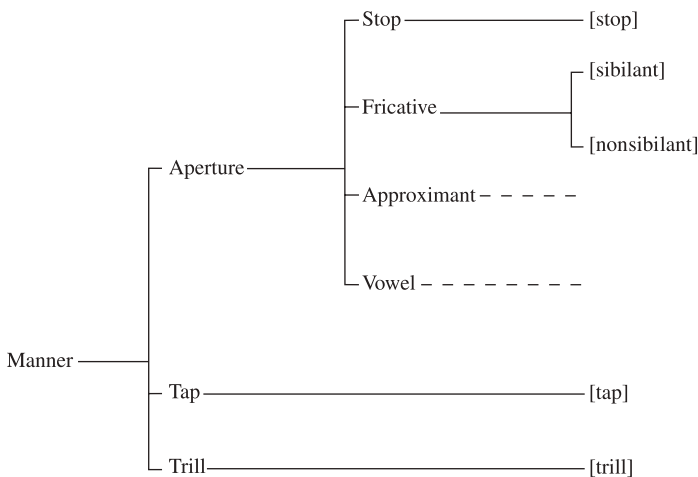 Stop [stop]
[sibilant]
Fricative
[nonsibilant]
Aperture
Approximant
Vowel
Manner
Tap [tap]
Trill [trill]